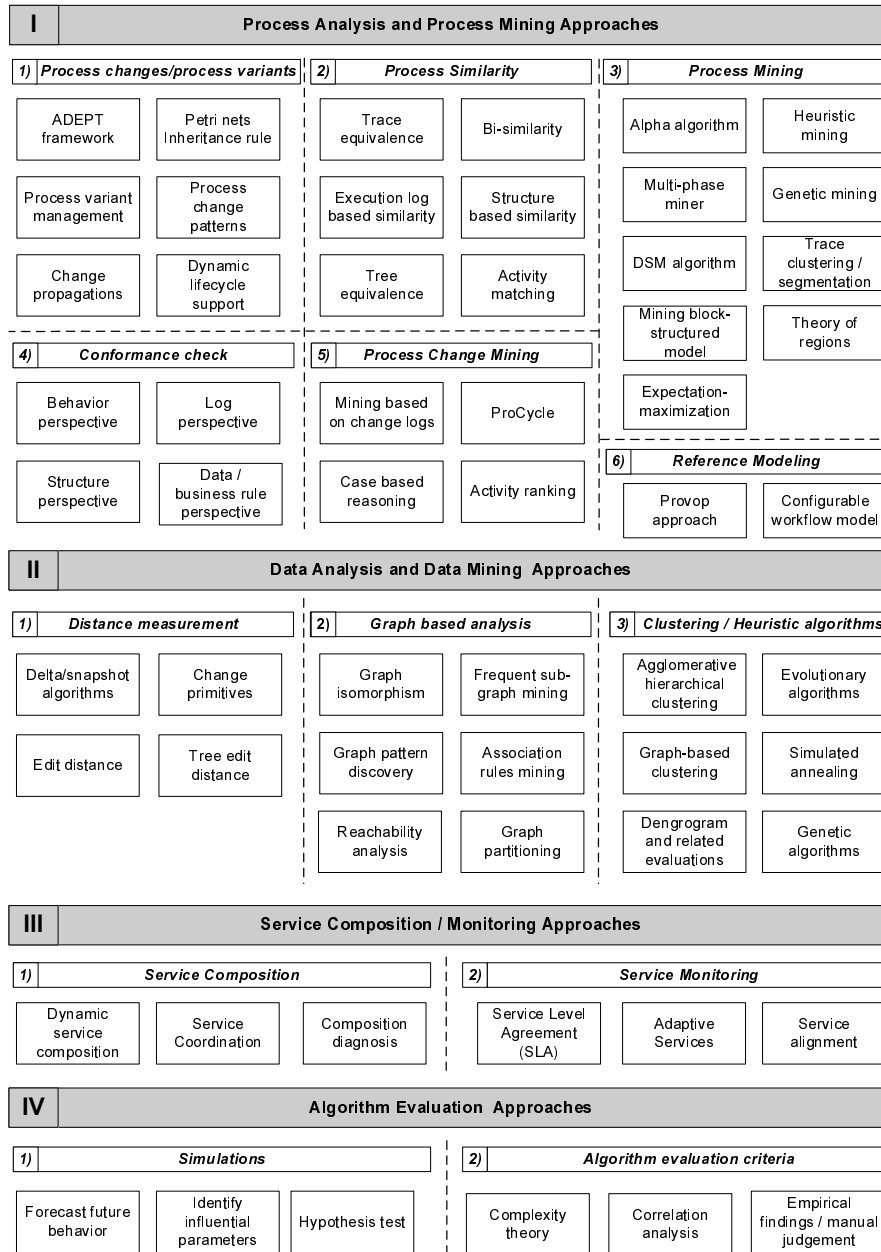 I Process Analysis and Process Mining Approaches
1) Process changes/process variants
ADEPT
framework
Petri nets
Inheritance rule
Process variant
management
Process
change
patterns
Change
propagations
Dynamic
lifecycle
support
2) Process Similarity
Trace
equivalence
Bi-similarity
Execution log
based similarity
Structure
based similarity
Tree
equivalence
Activity
matching
3) Process Mining
Alpha algorithm
Heuristic
mining
Multi-phase
miner
Genetic mining
DSM algorithm
Trace
clustering /
segmentation
Mining block-
structured
model
Theory of
regions
Expectation-
maximization
4) Conformance check
Behavior
perspective
Log
perspective
Structure
perspective
Data /
business rule
perspective
5) Process Change Mining
Mining based
on change logs
ProCycle
Case based
reasoning
Activity ranking
6) Reference Modeling
Provop
approach
Configurable
workflow model
II Data Analysis and Data Mining Approaches
1) Distance measurement
Delta/snapshot
algorithms
Change
primitives
Edit distance
Tree edit
distance
2) Graph based analysis
Graph
isomorphism
Frequent sub-
graph mining
Graph pattern
discovery
Association
rules mining
Reachability
analysis
Graph
partitioning
3) Clustering / Heuristic algorithms
Agglomerative
hierarchical
clustering
Evolutionary
algorithms
Graph-based
clustering
Simulated
annealing
Dengrogram
and related
evaluations
Genetic
algorithms
III Service Composition / Monitoring Approaches
1) Service Composition
Dynamic
service
composition
Service
Coordination
Composition
diagnosis
2) Service Monitoring
Service Level
Agreement
(SLA)
Adaptive
Services
Service
alignment
IV Algorithm Evaluation Approaches
1) Simulations
Forecast future
behavior
Identify
influential
parameters
Hypothesis test
2) Algorithm evaluation criteria
Complexity
theory
Correlation
analysis
Empirical
findings / manual
judgement